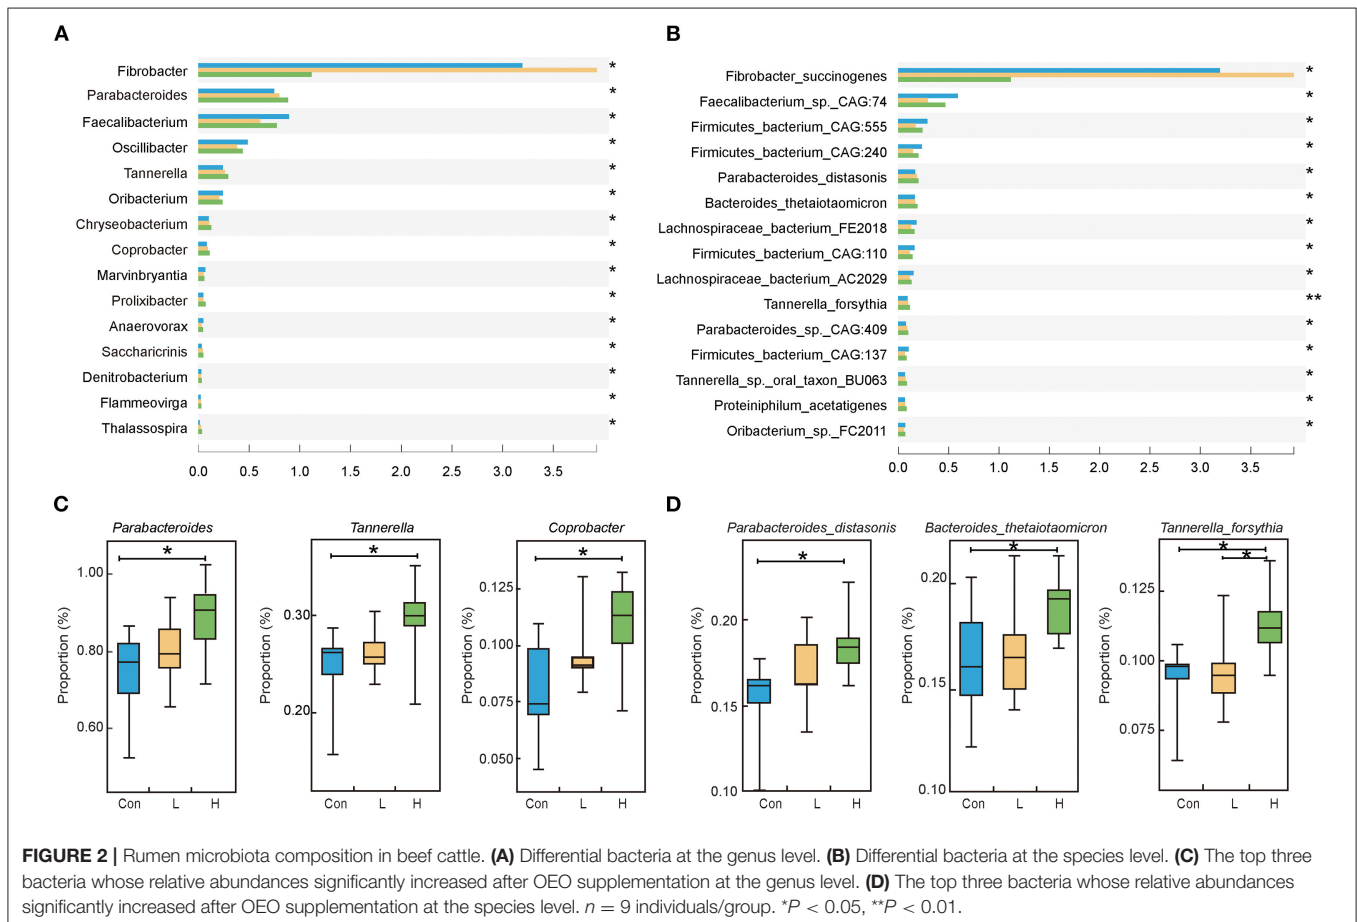 A
Fibrobacter *
Parabacteroides *
Faecalibacterium *
Oscillibacter *
Tannerella *
Oribacterium *
Chryseobacterium *
Coprobacter *
Marvinbryantia *
Prolixibacter *
Anaerovorax *
Saccharicrinis *
Denitrobacterium *
Flammeovirga *
Thalassospira *
0.0 0.5 1.0 1.5 2.0 2.5 3.0 3.5
B
Fibrobacter_succinogenes *
Faecalibacterium_sp._CAG:74 *
Firmicutes_bacterium_CAG:555 *
Firmicutes_bacterium_CAG:240 *
Parabacteroides_distasonis *
Bacteroides_thetaiotaomicron *
Lachnospiraceae_bacterium_FE2018 *
Firmicutes_bacterium_CAG:110 *
Lachnospiraceae_bacterium_AC2029 *
Tannerella_forsythia **
Parabacteroides_sp._CAG:409 *
Firmicutes_bacterium_CAG:137 *
Tannerella_sp._oral_taxon_BU063 *
Proteiniphilum_acetatigenes *
Oribacterium_sp._FC2011 *
0.0 0.5 1.0 1.5 2.0 2.5 3.0 3.5
C
Parabacteroides
*
Proportion (%)
1.00
0.80
0.60
Con L H
Tannerella
*
Proportion (%)
0.30
0.20
Con L H
Coprobacter
*
Proportion (%)
0.125
0.100
0.075
0.050
Con L H
D
Parabacteroides_distasonis
*
Proportion (%)
0.20
0.15
0.10
Con L H
Bacteroides_thetaiotaomicron
*
Proportion (%)
0.20
0.15
0.10
Con L H
Tannerella_forsythia
*
*
Proportion (%)
0.125
0.100
0.075
Con L H
FIGURE 2 | Rumen microbiota composition in beef cattle. (A) Differential bacteria at the genus level. (B) Differential bacteria at the species level. (C) The top three
bacteria whose relative abundances significantly increased after OEO supplementation at the genus level. (D) The top three bacteria whose relative abundances
significantly increased after OEO supplementation at the species level. n = 9 individuals/group. *P < 0.05, **P < 0.01.